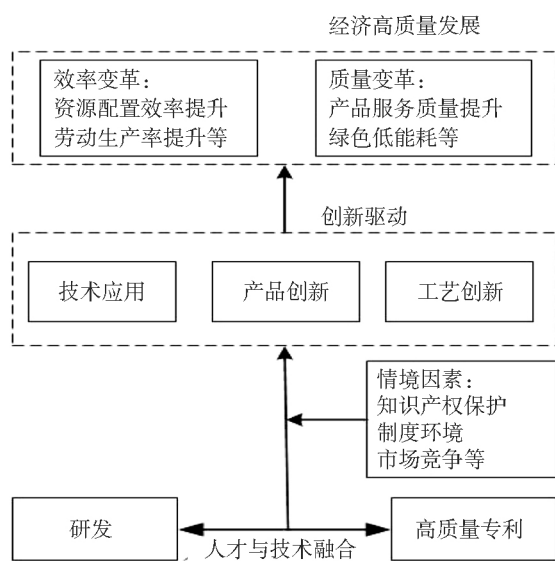 经济高质量发展
效率变革：
资源配置效率提升
劳动生产率提升等
质量变革：
产品服务质量提升
绿色低能耗等
创新驱动
技术应用
产品创新
工艺创新
情境因素：
知识产权保护
制度环境
市场竞争等
研发
人才与技术融合
高质量专利